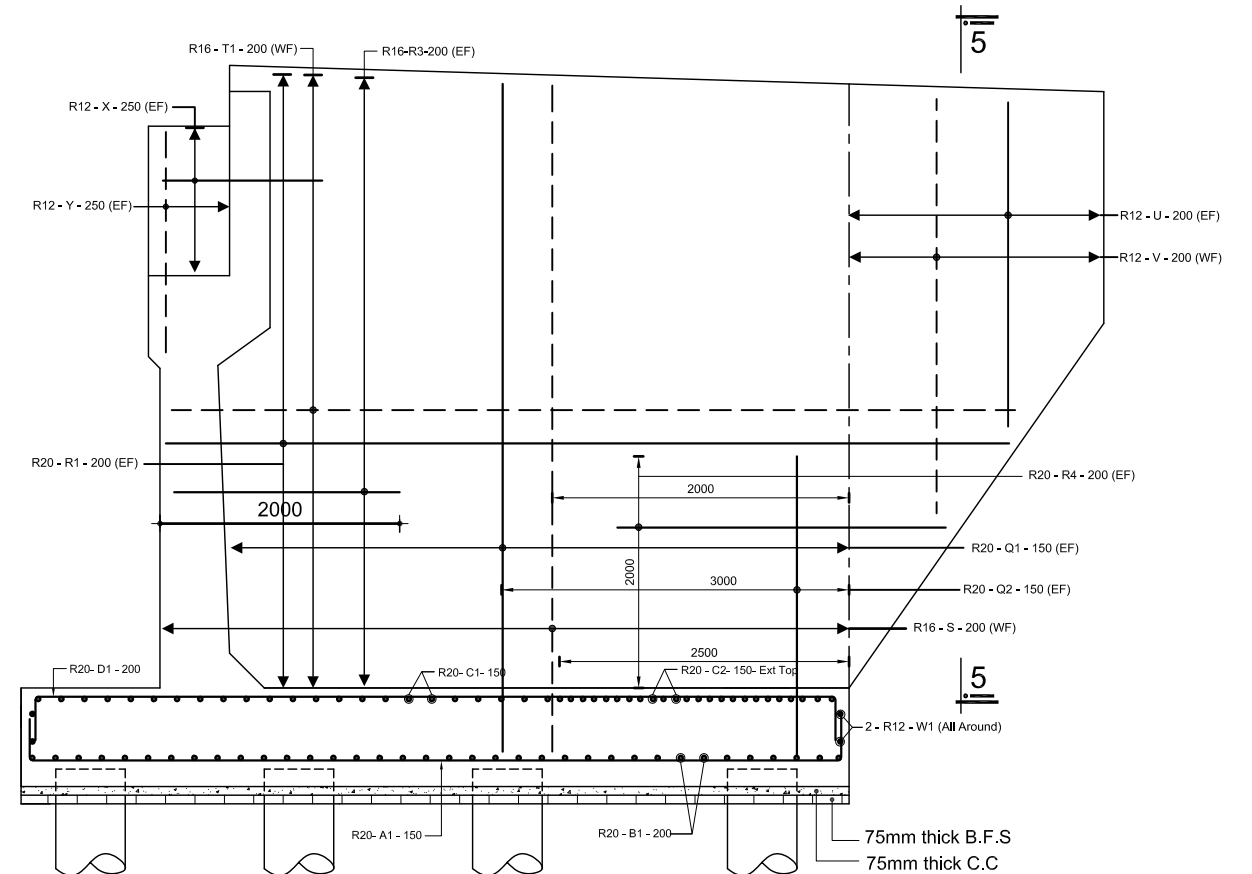 5
R16 - T1 - 200 (WF)
R16-R3-200 (EF)
R12 - X - 250 (EF)
R12 - Y - 250 (EF)
R12 - U - 200 (EF)
R12 - V - 200 (WF)
R20 - R1 - 200 (EF)
R20 - R4 - 200 (EF)
2000
2000
R20 - Q1 - 150 (EF)
2000
3000
R20 - Q2 - 150 (EF)
R16 - S - 200 (WF)
2500
R20- D1 - 200
R20- C1- 150
R20 - C2- 150- Ext Top
5
2 - R12 - W1 (All Around)
R20- A1 - 150
R20 - B1 - 200
75mm thick B.F.S
75mm thick C.C